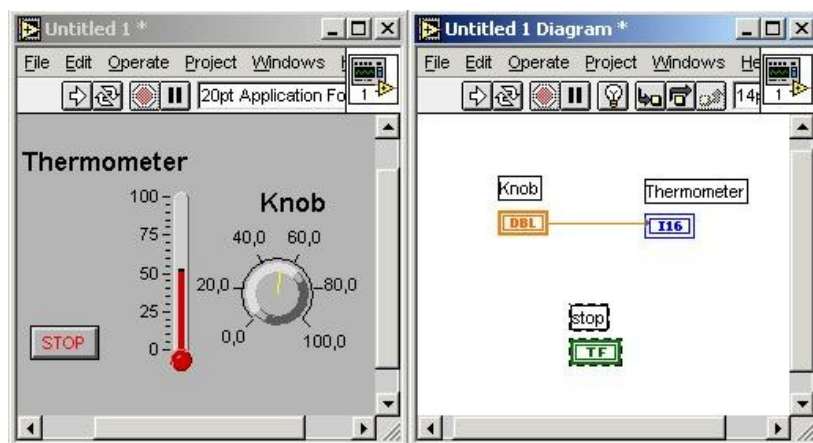 Untitled 1 *
File Edit Operate Project Windows
20pt Application Fo
1
Thermometer
100
75
50
25
0
Knob
40,0 60,0
20,0 80,0
0,0 100,0
STOP
Untitled 1 Diagram *
File Edit Operate Project Windows He
14
1
Knob
DBL
Thermometer
I16
stop
TF